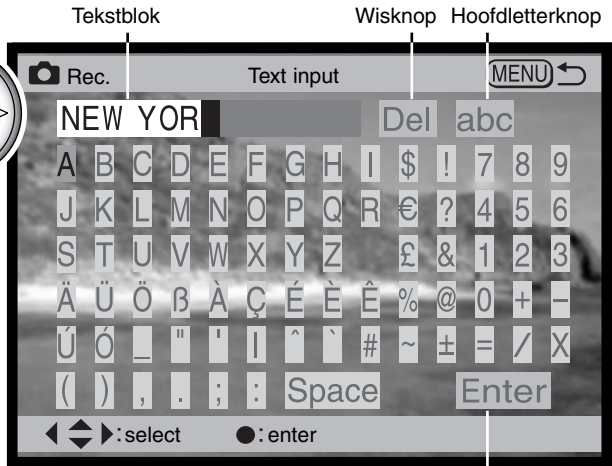 Tekstblok Wisknop Hoofdletterknop
Rec. Text input MENU
NEW YOR Del abc
A B C D E F G H I $ ! 7 8 9
J K L M N O P Q R € ? 4 5 6
S T U V W X Y Z £ & 1 2 3
Ä Ü Ö ß À Ç É È Ê % @ 0 + −
Ú Ó _ " ' | ^ ` # ~ ± = / X
( ) , . ; : Space Enter
:select :enter